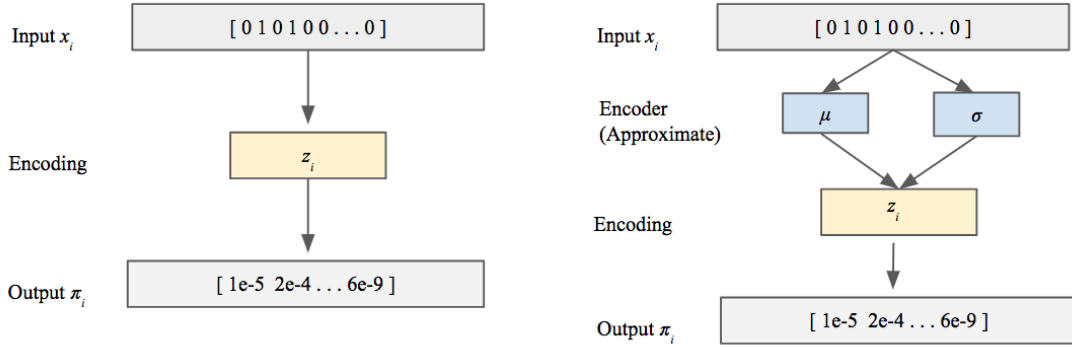 Input x_i
[ 0 1 0 1 0 0 . . . 0 ]
Encoding
z_i
Output π_i
[ 1e-5 2e-4 . . . 6e-9 ]
Input x_i
[ 0 1 0 1 0 0 . . . 0 ]
Encoder
(Approximate)
μ
σ
Encoding
z_i
Output π_i
[ 1e-5 2e-4 . . . 6e-9 ]